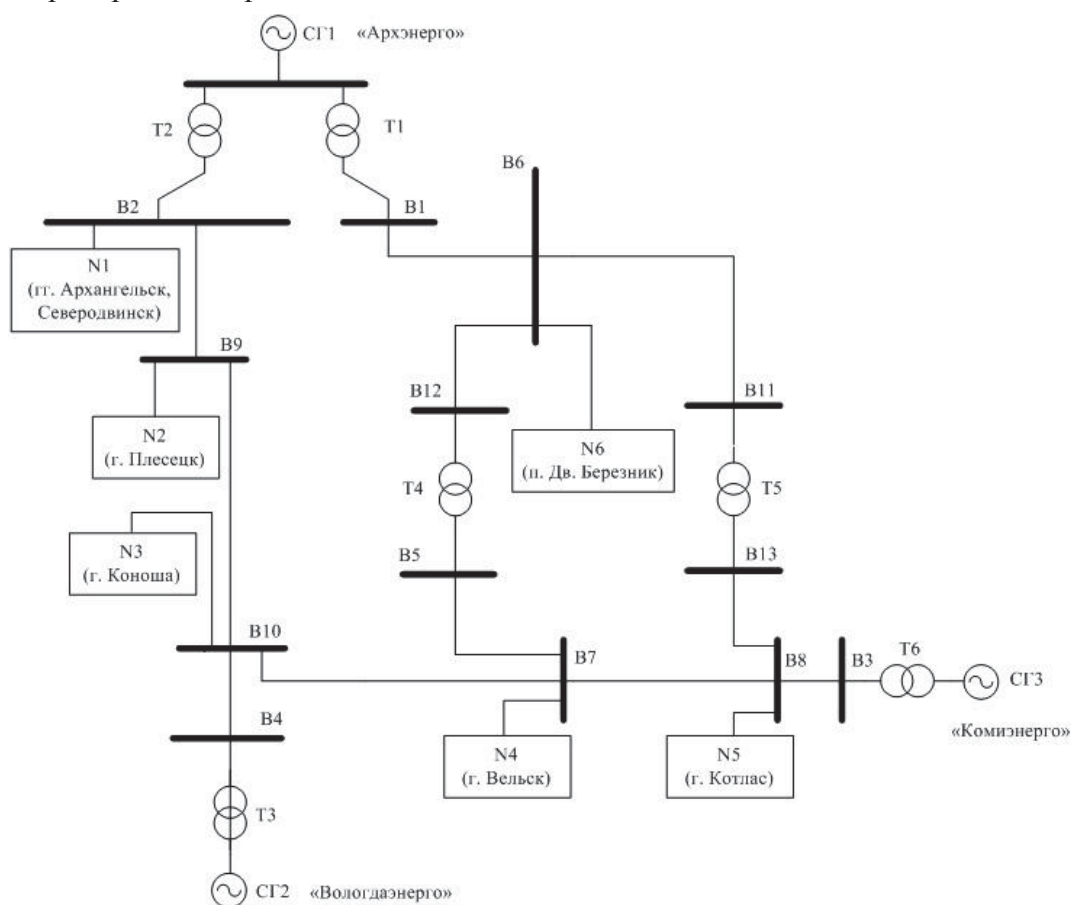 СГ1 «Архэнерго»
Т2
Т1
В6
В2
В1
N1
(гг. Архангельск,
Северодвинск)
В9
В12
В11
N2
(г. Плесецк)
N6
(п. Дв. Березник)
Т4
Т5
N3
(г. Коноша)
В5
В13
В10
В7
В8
В3
Т6
СГ3
«Комиэнерго»
В4
N4
(г. Вельск)
N5
(г. Котлас)
Т3
СГ2 «Вологдаэнерго»